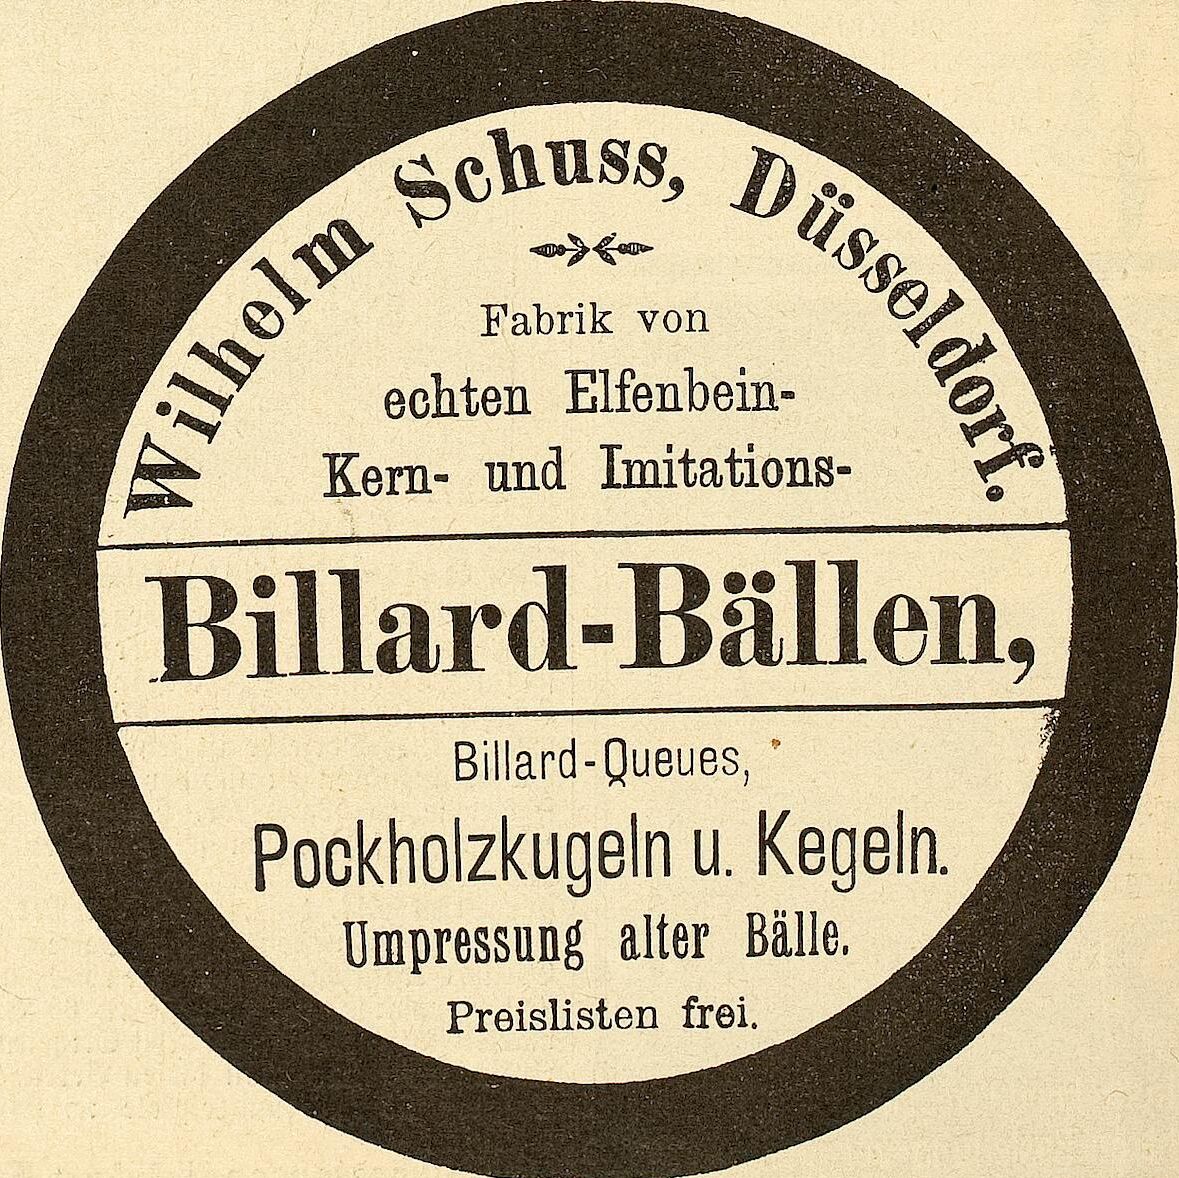 Wilhelm Schuss, Düsseldorf.
Fabrik von
echten Elfenbein-
Kern- und Imitations-
Billard-Bällen,
Billard-Queues,
Pockholzkugeln u. Kegeln.
Umpressung alter Bälle.
Preislisten frei.